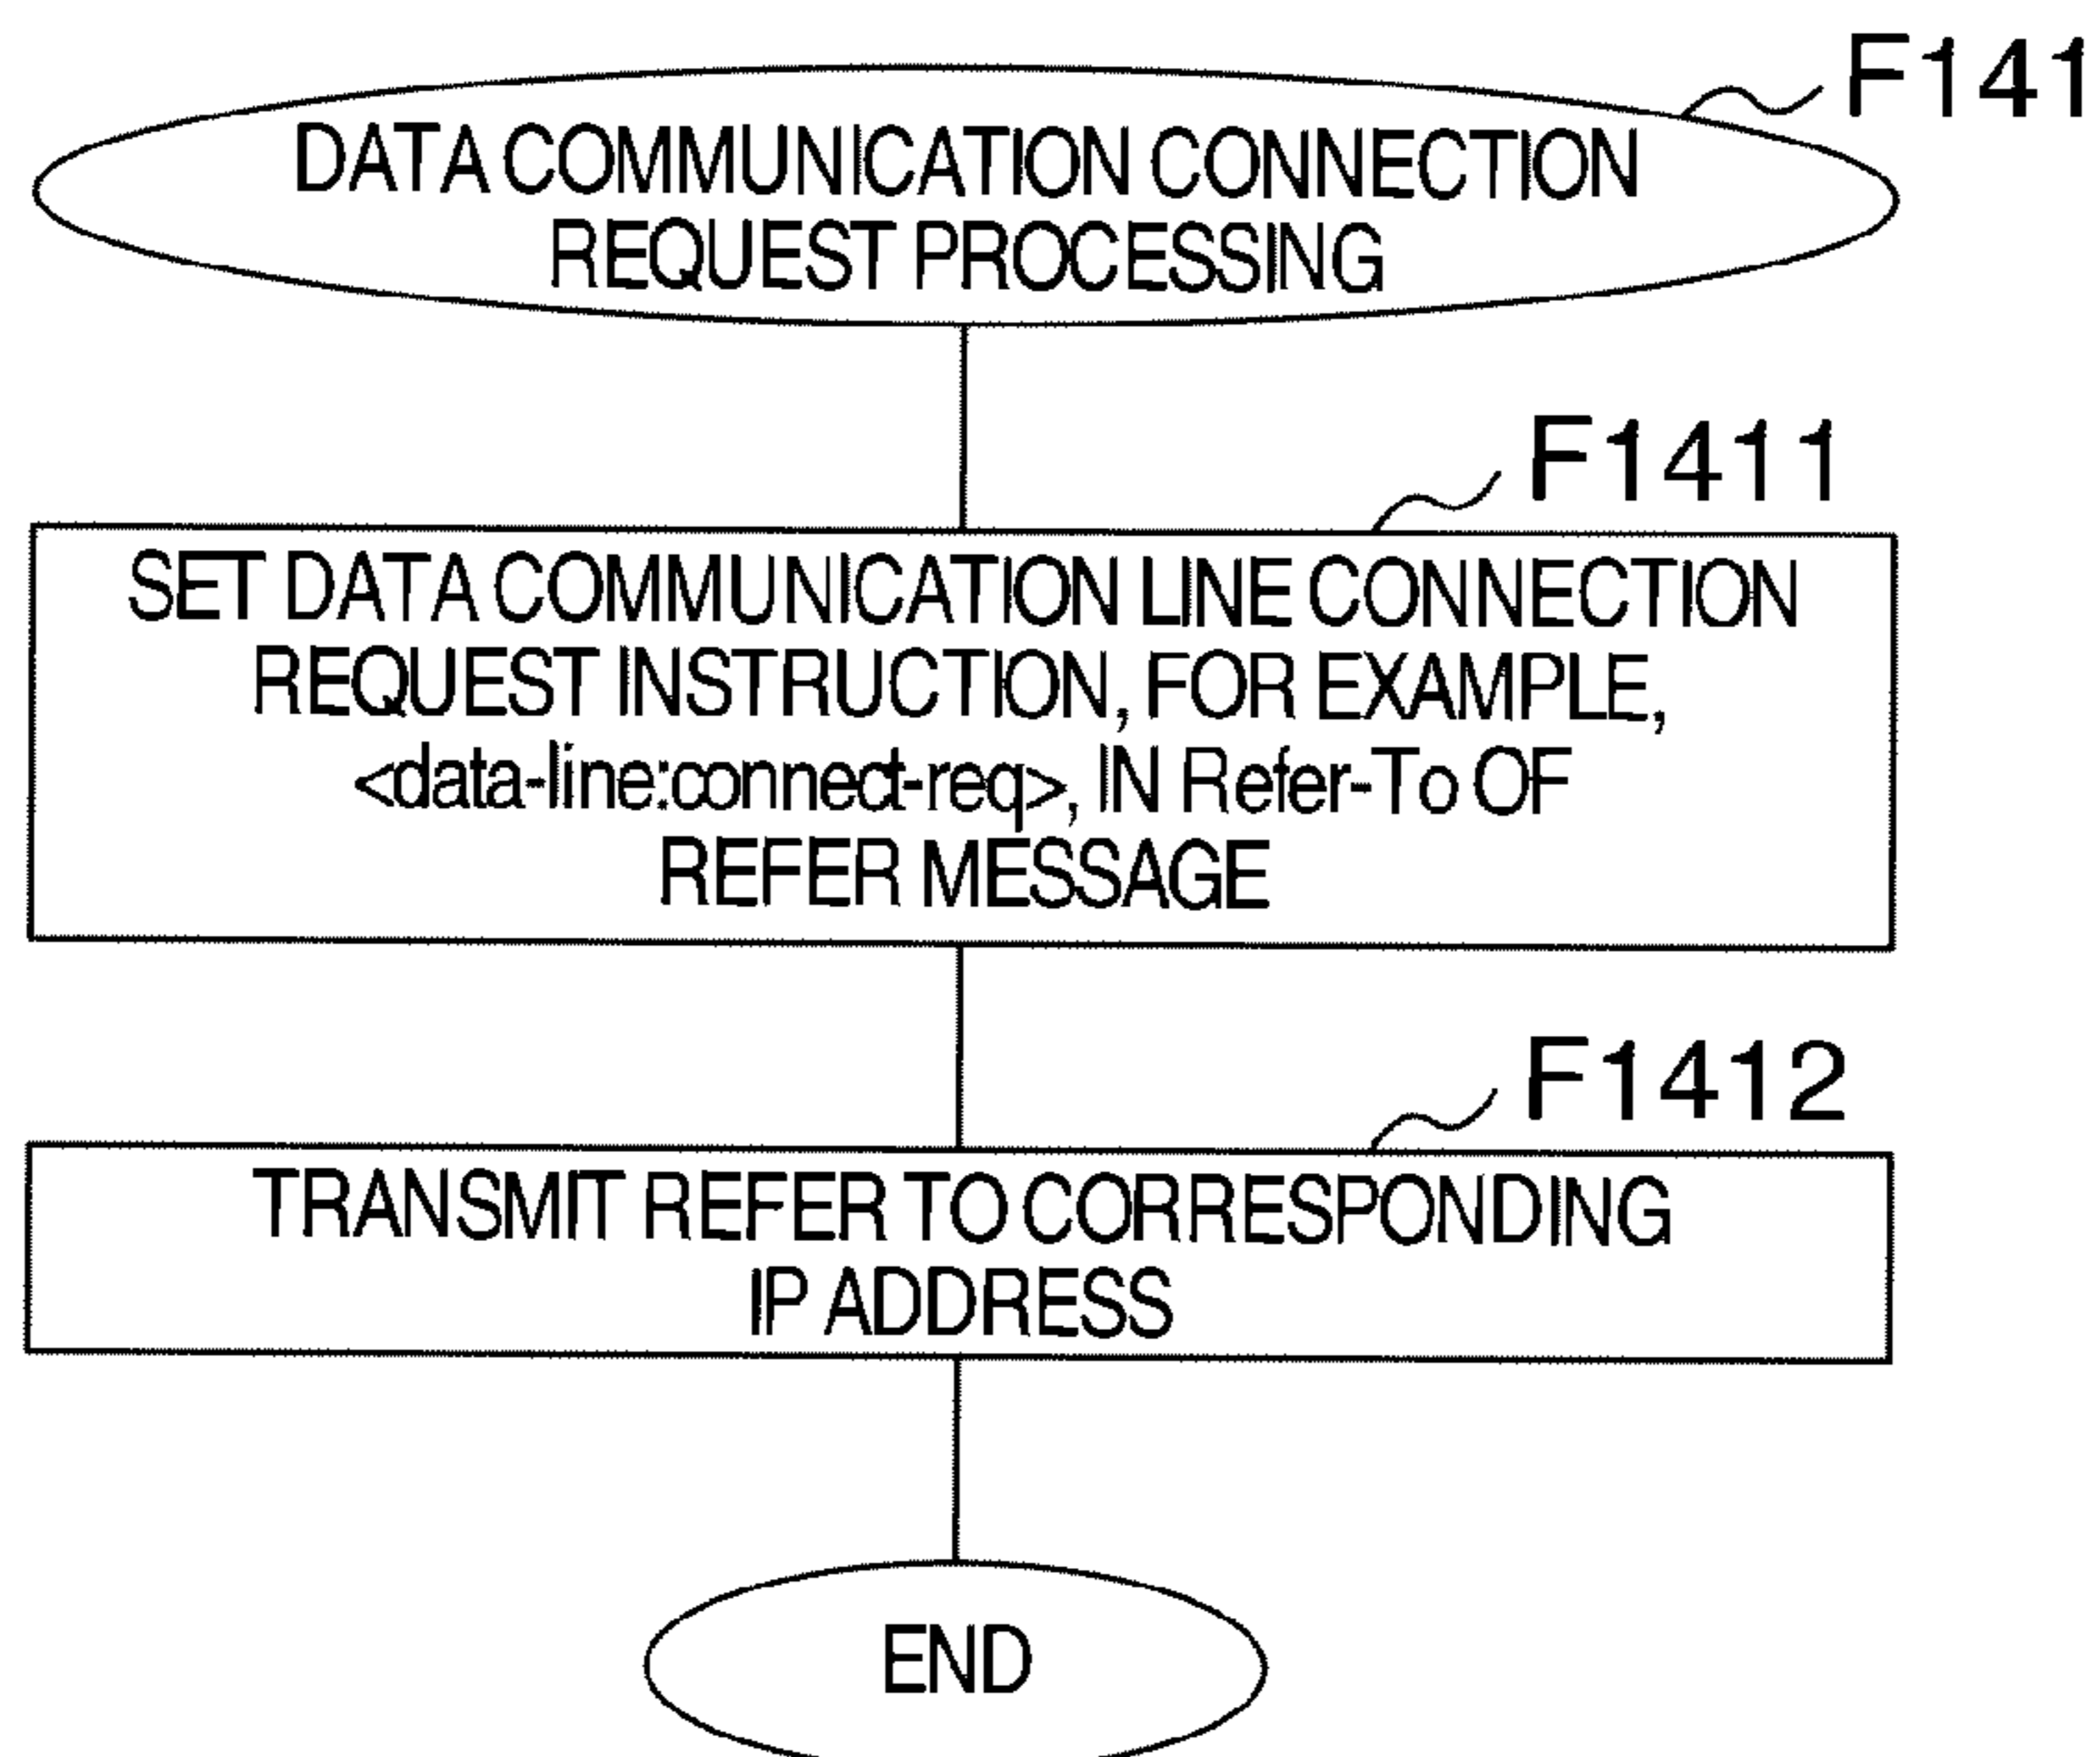 F141
DATA COMMUNICATION CONNECTION
REQUEST PROCESSING
F1411
SET DATA COMMUNICATION LINE CONNECTION
REQUEST INSTRUCTION, FOR EXAMPLE,
<data-line:connect-req>, IN Refer-To OF
REFER MESSAGE
F1412
TRANSMIT REFER TO CORRESPONDING
IP ADDRESS
END